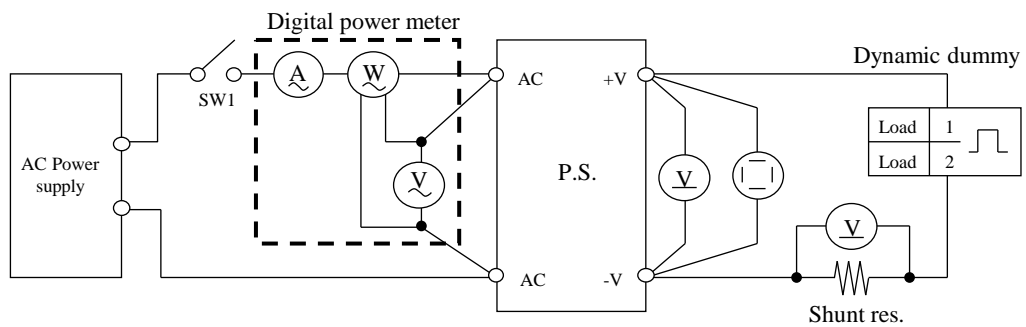 Digital power meter
Dynamic dummy
A
W
AC
+V
SW1
Load 1
Load 2
AC Power
supply
V
P.S.
V
V
AC
-V
Shunt res.